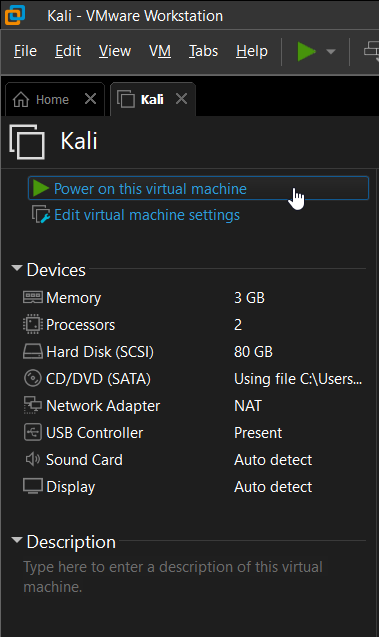 Kali - VMware Workstation
File Edit View VM Tabs Help
Home Kali
Kali
Power on this virtual machine
Edit virtual machine settings
Devices
Memory 3 GB
Processors 2
Hard Disk (SCSI) 80 GB
CD/DVD (SATA) Using file C:\Users...
Network Adapter NAT
USB Controller Present
Sound Card Auto detect
Display Auto detect
Description
Type here to enter a description of this virtual
machine.